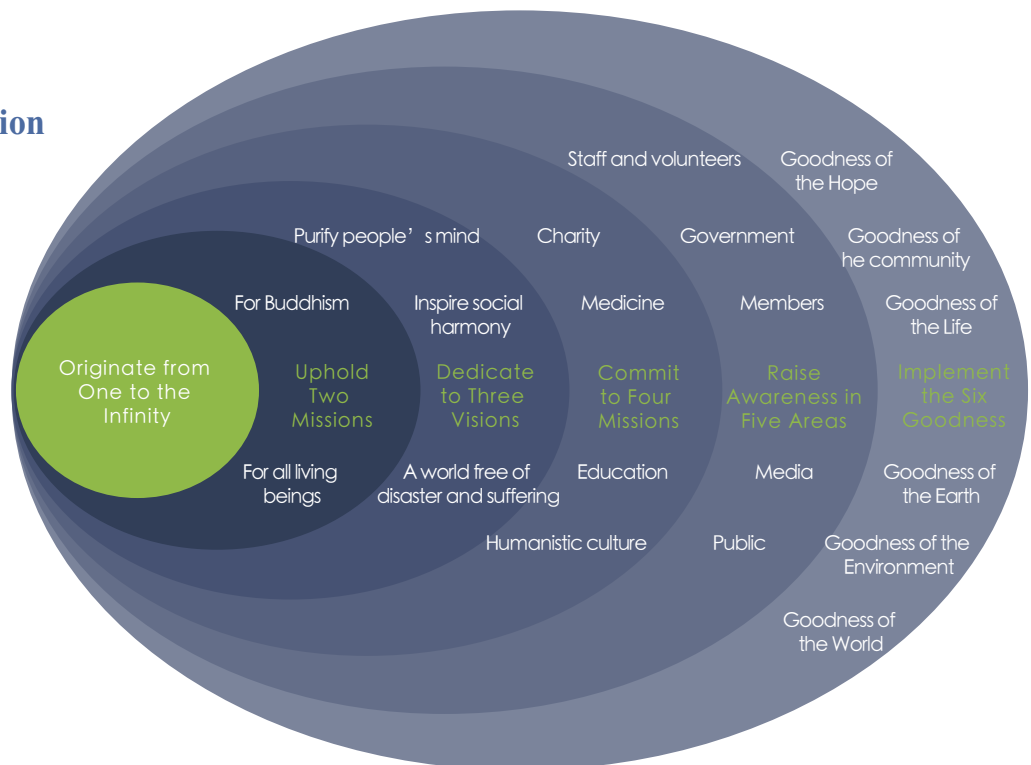 ion
Staff and volunteers
Goodness of
the Hope
Purify people’s mind
Charity
Government
Goodness of
he community
For Buddhism
Inspire social
harmony
Medicine
Members
Goodness of
the Life
Originate from
One to the
Infinity
Uphold
Two
Missions
Dedicate
to Three
Visions
Commit
to Four
Missions
Raise
Awareness in
Five Areas
Implement
the Six
Goodness
For all living
beings
A world free of
disaster and suffering
Education
Media
Goodness of
the Earth
Humanistic culture
Public
Goodness of the
Environment
Goodness of
the World